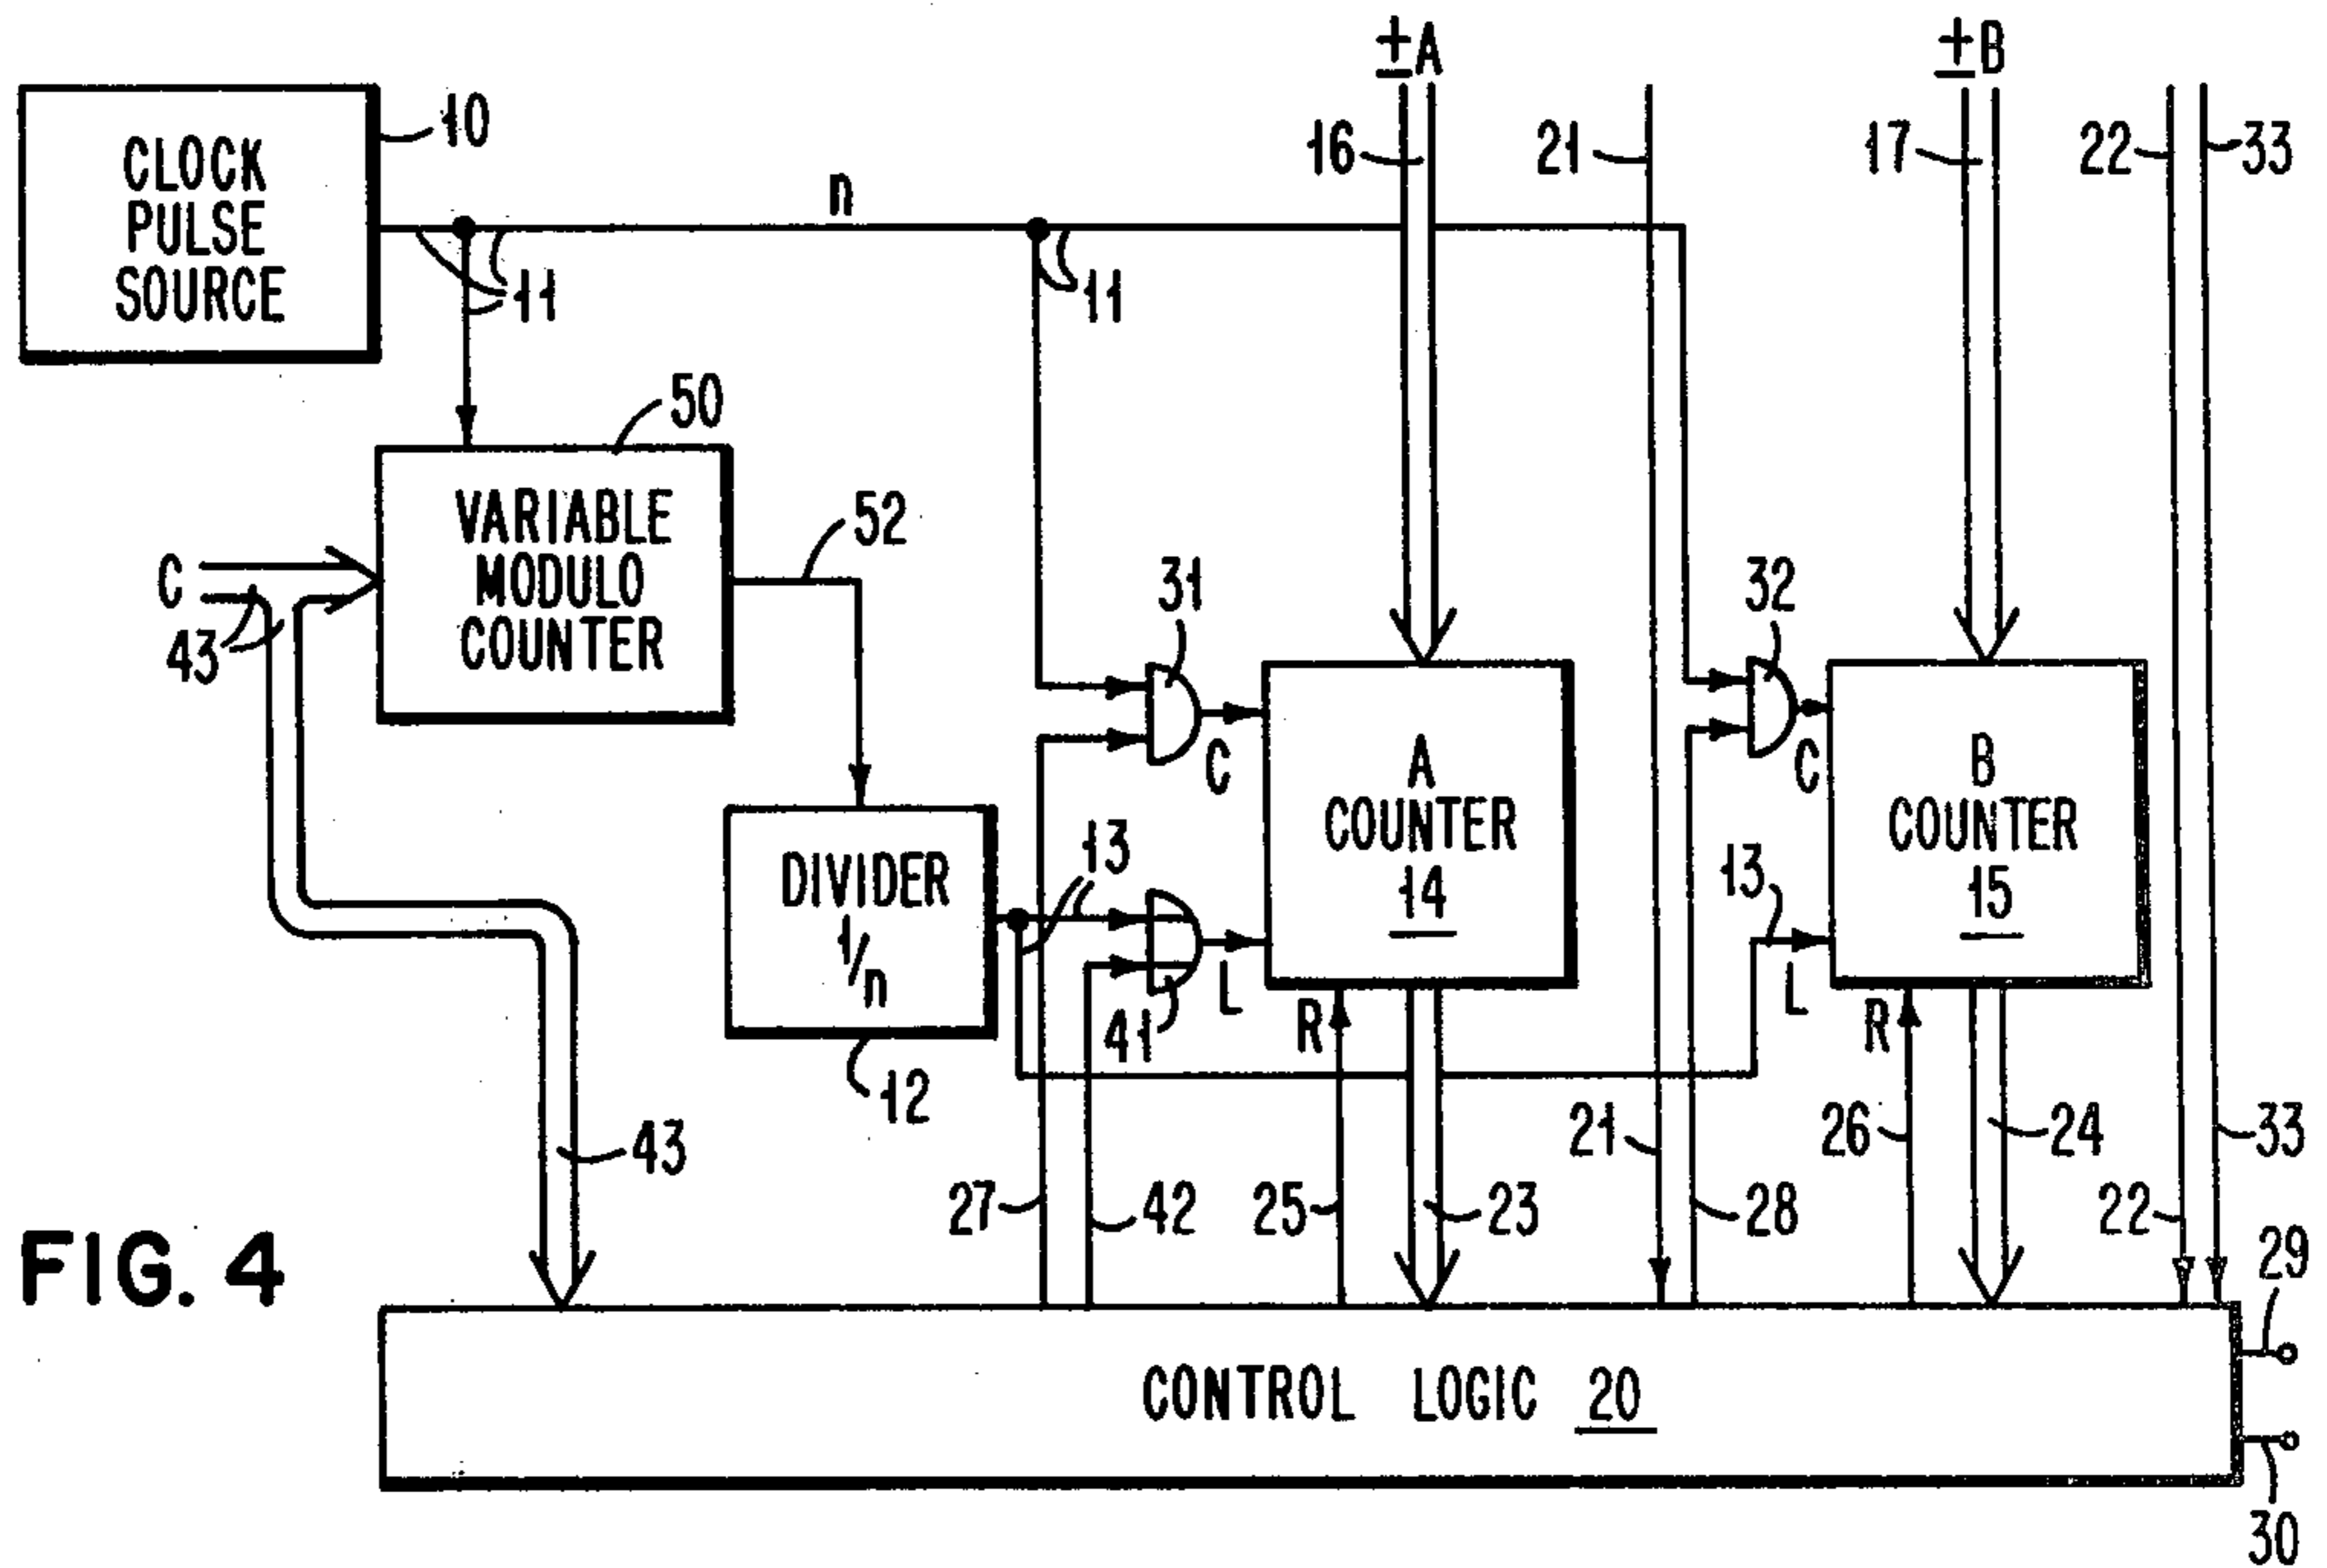 ±A
±B
10
CLOCK
PULSE
SOURCE
n
16
21
17
22
33
11
11
50
VARIABLE
MODULO
COUNTER
52
C
43
31
32
C
C
A
COUNTER
14
B
COUNTER
15
DIVIDER
1/n
13
13
41
L
L
R
R
12
43
27
42
25
23
21
28
26
24
22
33
29
FIG. 4
CONTROL LOGIC 20
30